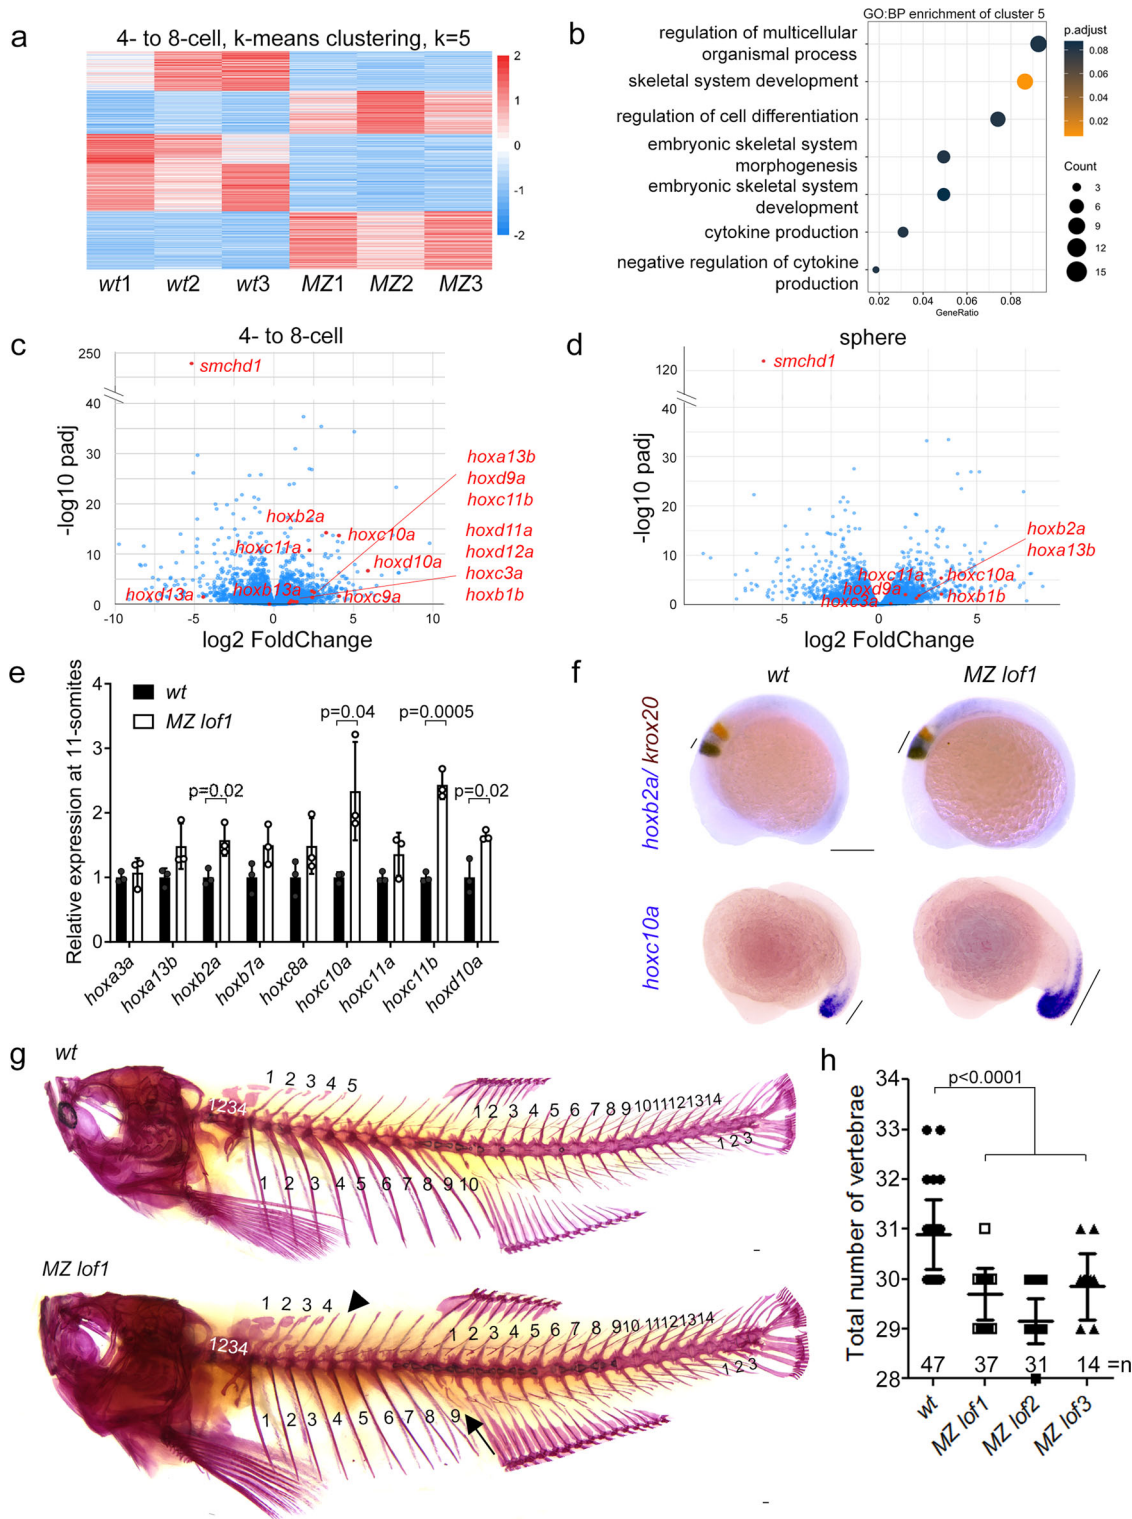 a
4- to 8-cell, k-means clustering, k=5
2
1
0
-1
-2
wt1 wt2 wt3 MZ1 MZ2 MZ3
b
GO:BP enrichment of cluster 5
regulation of multicellular
organismal process
skeletal system development
regulation of cell differentiation
embryonic skeletal system
morphogenesis
embryonic skeletal system
development
cytokine production
negative regulation of cytokine
production
0.02 0.04 0.06 0.08
GeneRatio
p.adjust
0.08
0.06
0.04
0.02
Count
3
6
9
12
15
c
4- to 8-cell
250
40
30
20
10
0
-log10 padj
-10 -5 0 5 10
log2 FoldChange
smchd1
hoxa13b
hoxd9a
hoxc11b
hoxb2a
hoxc10a
hoxd11a
hoxc11a
hoxd12a
hoxd10a
hoxc3a
hoxd13a
hoxb13a
hoxc9a
hoxb1b
d
sphere
120
40
30
20
10
0
-log10 padj
-5 0 5
log2 FoldChange
smchd1
hoxb2a
hoxa13b
hoxc11a
hoxc10a
hoxd9a
hoxc3a
hoxb1b
e
Relative expression at 11-somites
4
3
2
1
0
wt
MZ lof1
p=0.02
p=0.04
p=0.0005
p=0.02
hoxa3a
hoxa13b
hoxb2a
hoxb7a
hoxc8a
hoxc10a
hoxc11a
hoxc11b
hoxd10a
f
wt MZ lof1
hoxb2a/ krox20
hoxc10a
g
wt
1 2 3 4 5
1234
1 2 3 4 5 6 7 8 9 10 11 12 13 14
1 2 3
1 2 3 4 5 6 7 8 9 10
MZ lof1
1 2 3 4
1234
1 2 3 4 5 6 7 8 9 10 11 12 13 14
1 2 3
1 2 3 4 5 6 7 8 9
h
p<0.0001
Total number of vertebrae
34
33
32
31
30
29
28
47 37 31 14 =n
wt
MZ lof1
MZ lof2
MZ lof3